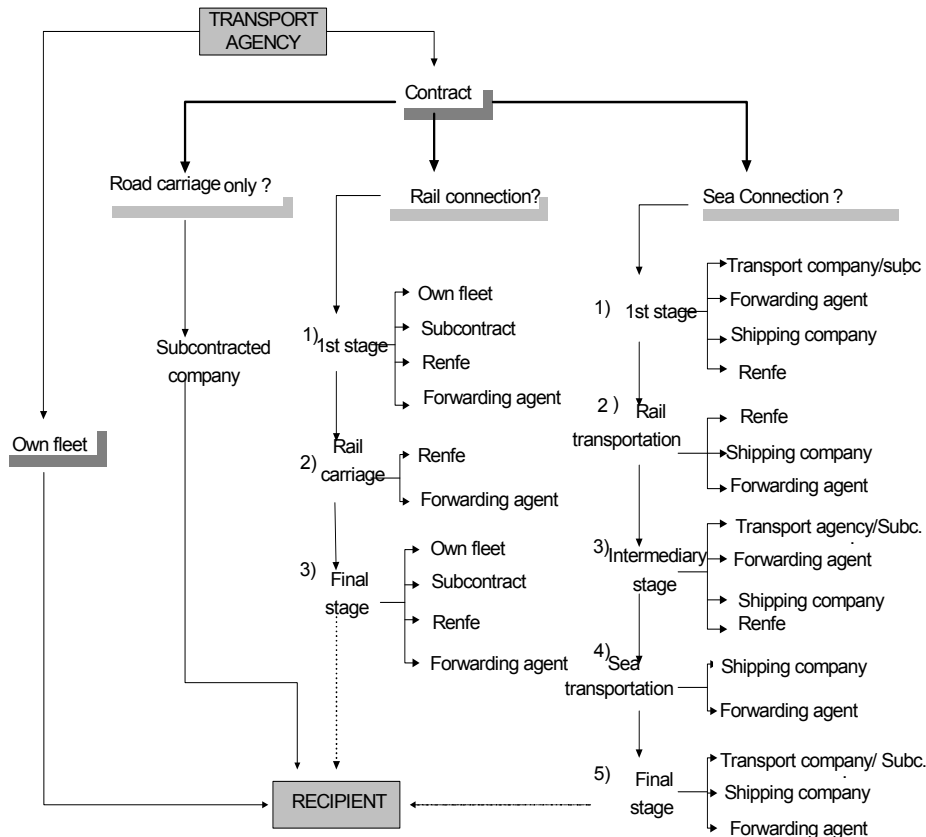 TRANSPORT
AGENCY
Contract
Road carriage only ?
Rail connection?
Sea Connection ?
Own fleet
Subcontracted
company
1) 1st stage
Own fleet
Subcontract
Renfe
Forwarding agent
2) Rail
carriage
Renfe
Forwarding agent
3) Final
stage
Own fleet
Subcontract
Renfe
Forwarding agent
1) 1st stage
Transport company/subc
Forwarding agent
Shipping company
Renfe
2 ) Rail
transportation
Renfe
Shipping company
Forwarding agent
3) Intermediary
stage
Transport agency/Subc.
Forwarding agent
Shipping company
Renfe
4) Sea
transportation
Shipping company
Forwarding agent
5) Final
stage
Transport company/ Subc.
Shipping company
Forwarding agent
RECIPIENT